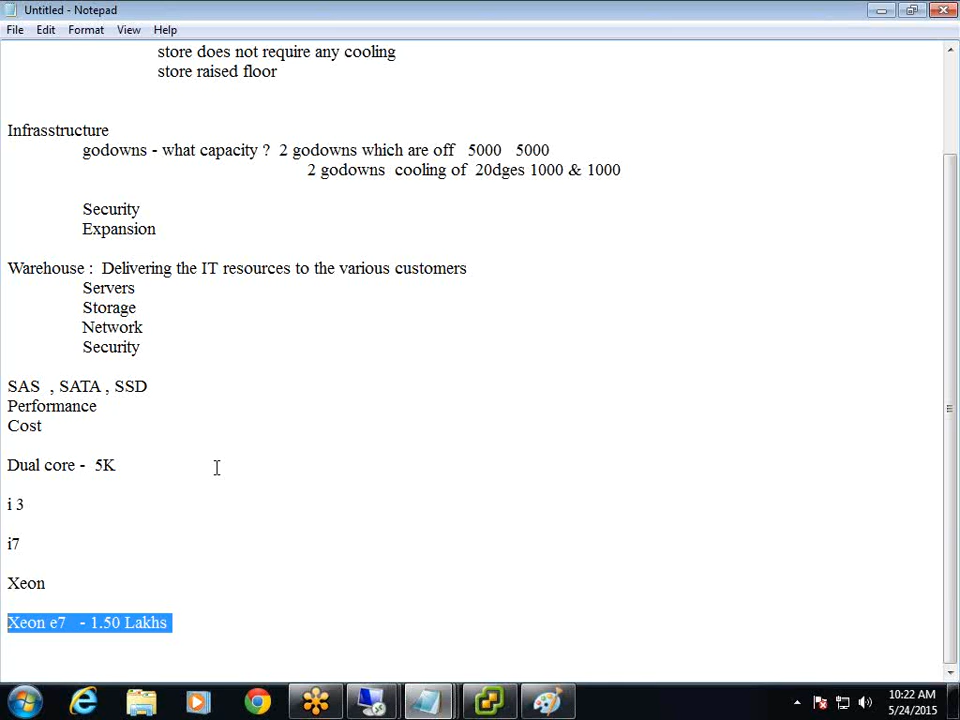 Untitled - Notepad
File Edit Format View Help
store does not require any cooling
store raised floor
Infrasstructure
godowns - what capacity ? 2 godowns which are off 5000 5000
2 godowns cooling of 20dges 1000 & 1000
Security
Expansion
Warehouse : Delivering the IT resources to the various customers
Servers
Storage
Network
Security
SAS , SATA , SSD
Performance
Cost
Dual core - 5K
i 3
i7
Xeon
Xeon e7 - 1.50 Lakhs
10:22 AM
5/24/2015